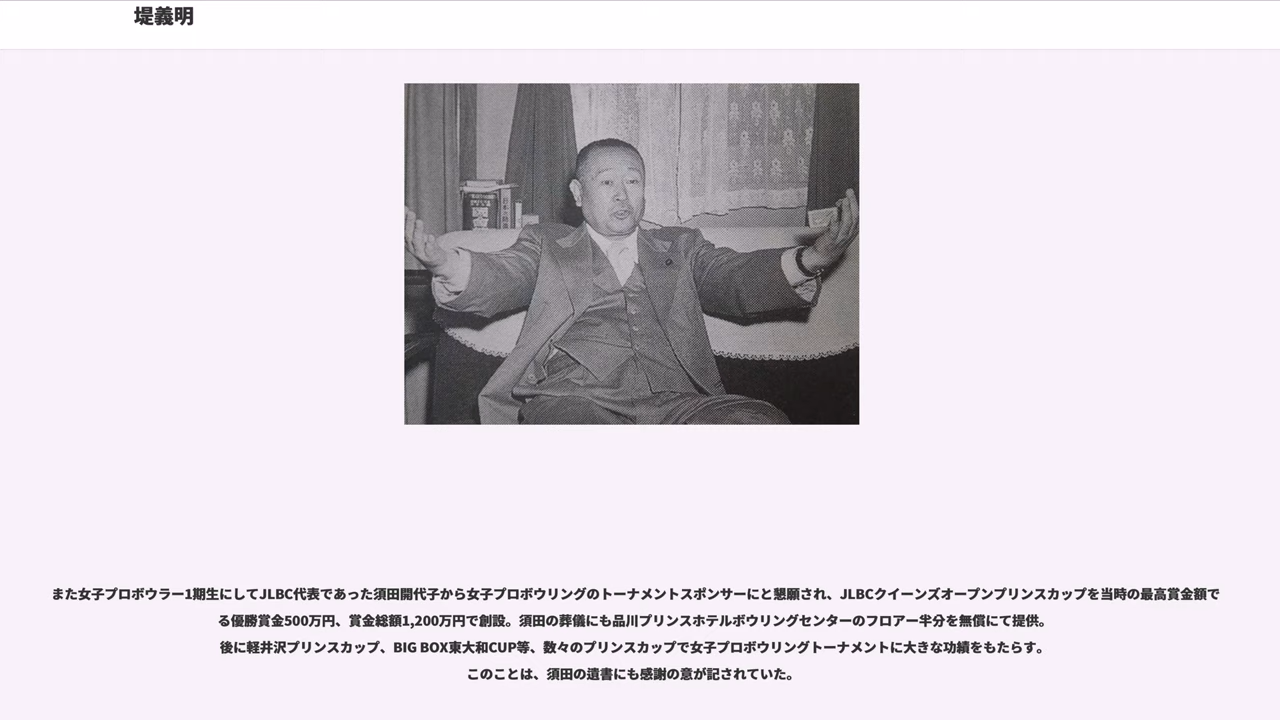 堤義明
また女子プロボウラー1期生にしてJLBC代表であった須田開代子から女子プロボウリングのトーナメントスポンサーにと懇願され、JLBCクイーンズオープンプリンスカップを当時の最高賞金額で
る優勝賞金500万円、賞金総額1,200万円で創設。須田の葬儀にも品川プリンスホテルボウリングセンターのフロアー半分を無償にて提供。
後に軽井沢プリンスカップ、BIG BOX東大和CUP等、数々のプリンスカップで女子プロボウリングトーナメントに大きな功績をもたらす。
このことは、須田の遺書にも感謝の意が記されていた。